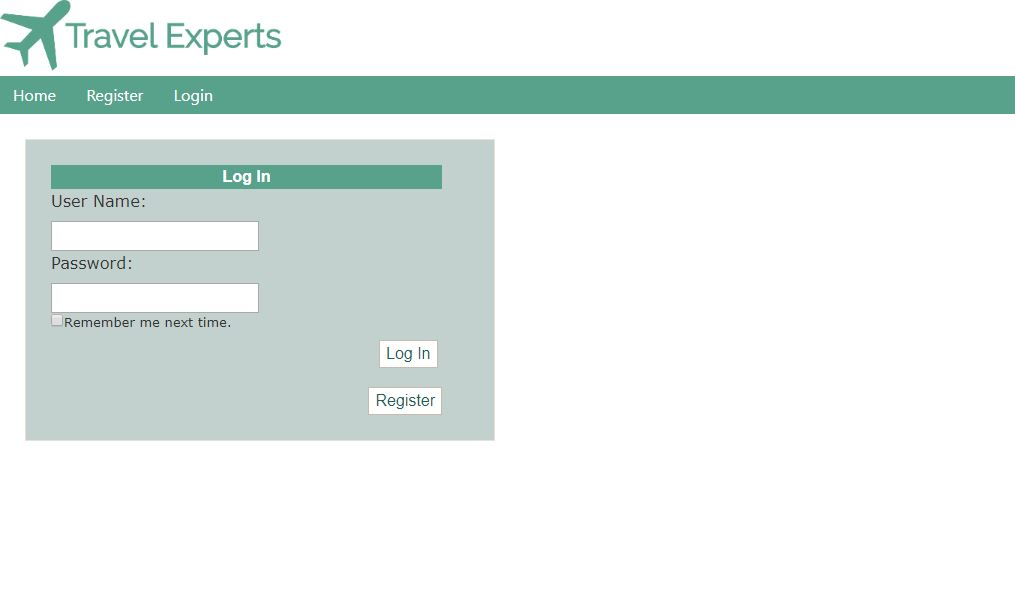 Travel Experts
Home Register Login
Log In
User Name:
Password:
Remember me next time.
Log In
Register